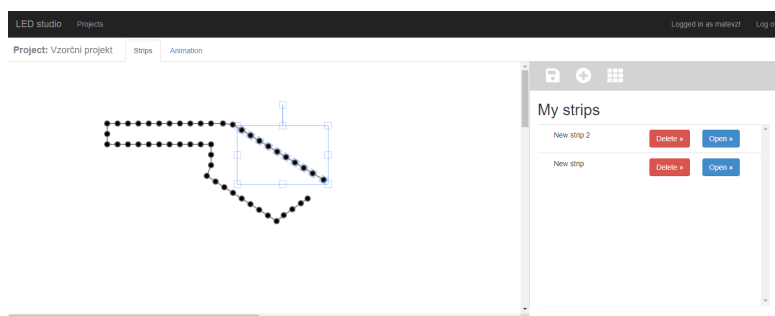 LED studio Projects Logged in as matevz! Log o
Project: Vzorčni projekt Strips Animation
My strips
New strip 2 Delete » Open »
New strip Delete » Open »